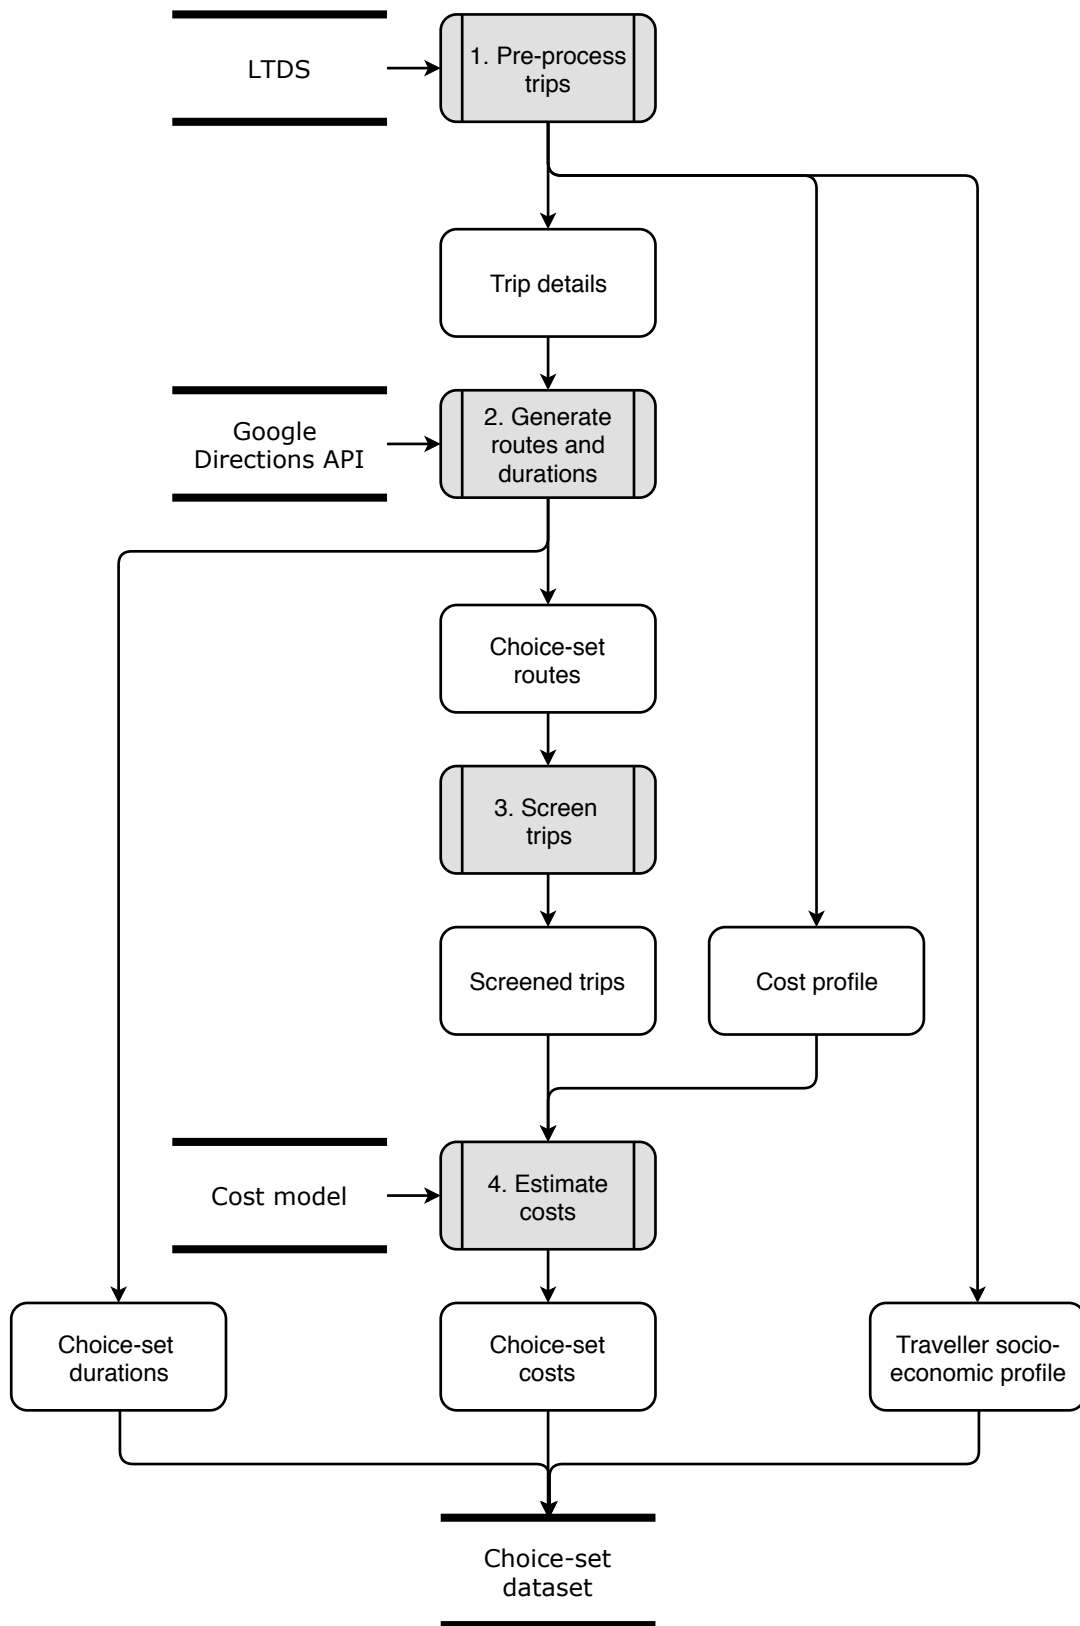 LTDS
1. Pre-process
trips
Trip details
Google
Directions API
2. Generate
routes and
durations
Choice-set
routes
3. Screen
trips
Screened trips
Cost profile
Cost model
4. Estimate
costs
Choice-set
durations
Choice-set
costs
Traveller socio-
economic profile
Choice-set
dataset